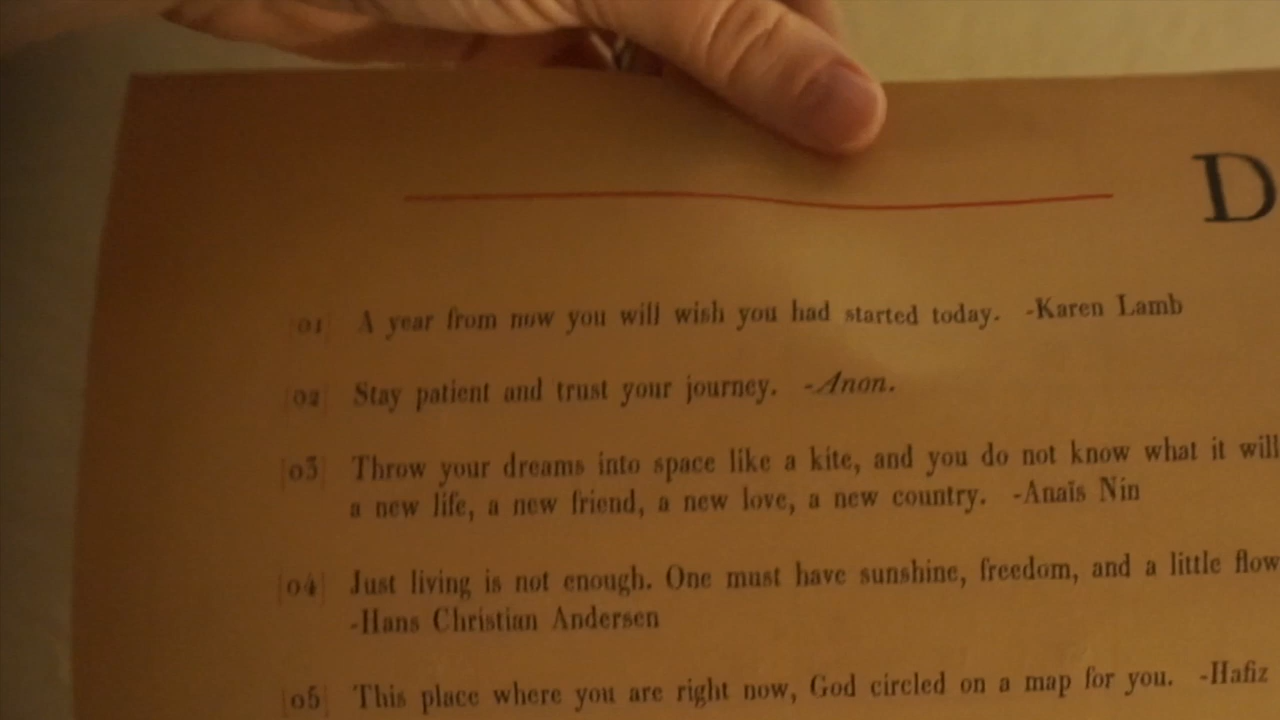 D
[01] A year from now you will wish you had started today. -Karen Lamb
[02] Stay patient and trust your journey. -Anon.
[03] Throw your dreams into space like a kite, and you do not know what it will
a new life, a new friend, a new love, a new country. -Anaïs Nin
[04] Just living is not enough. One must have sunshine, freedom, and a little flow
-Hans Christian Andersen
[05] This place where you are right now, God circled on a map for you. -Hafiz